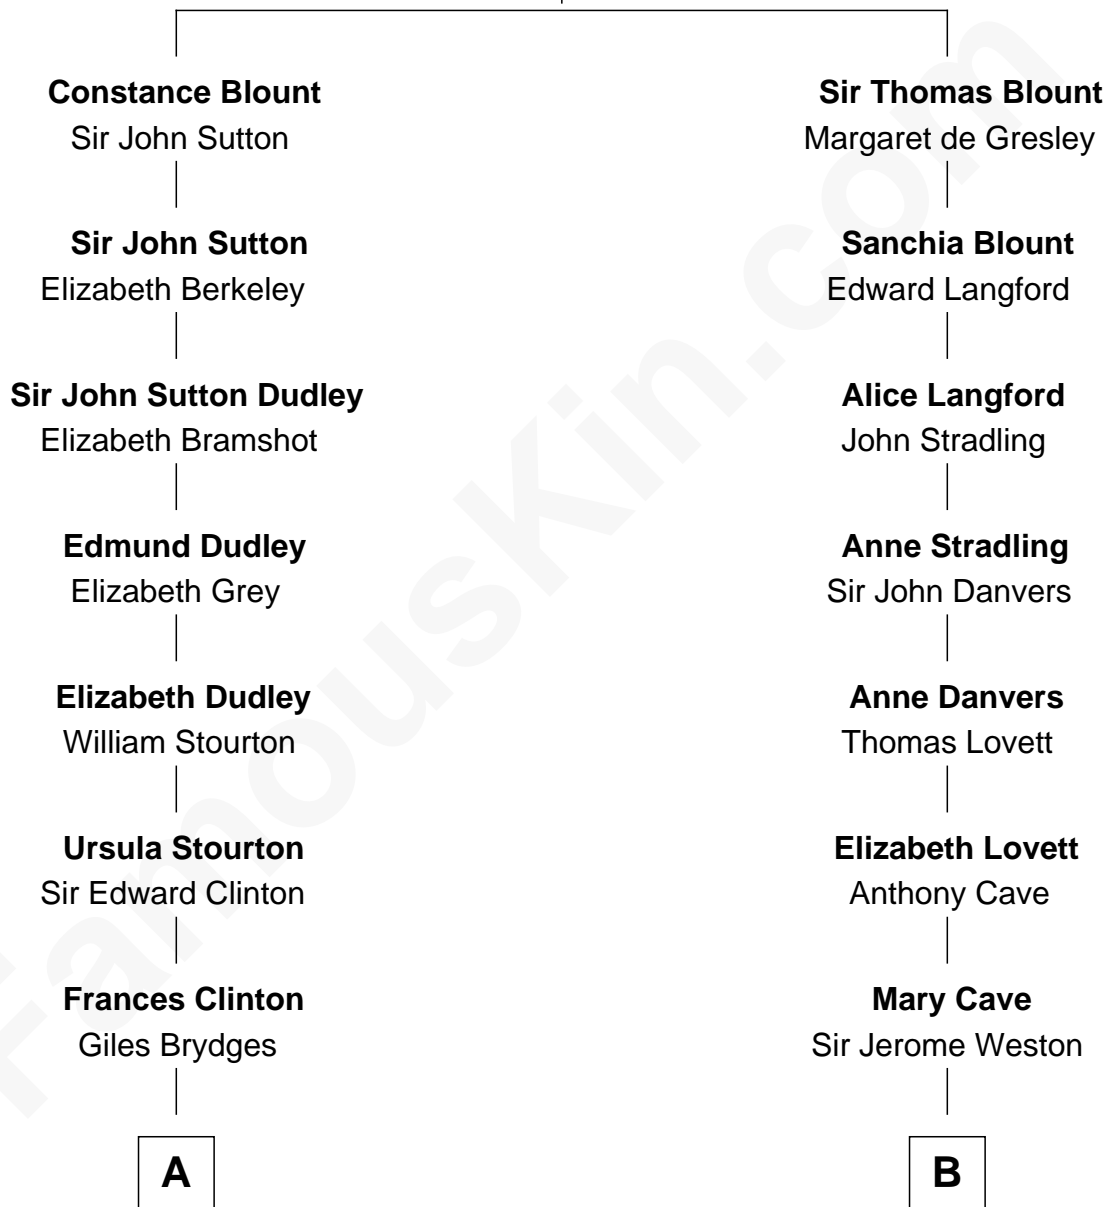 Constance Blount
Sir John Sutton
Sir John Sutton
Elizabeth Berkeley
Sir John Sutton Dudley
Elizabeth Bramshot
Edmund Dudley
Elizabeth Grey
Elizabeth Dudley
William Stourton
Ursula Stourton
Sir Edward Clinton
Frances Clinton
Giles Brydges
A
Sir Thomas Blount
Margaret de Gresley
Sanchia Blount
Edward Langford
Alice Langford
John Stradling
Anne Stradling
Sir John Danvers
Anne Danvers
Thomas Lovett
Elizabeth Lovett
Anthony Cave
Mary Cave
Sir Jerome Weston
B
FamousKin.com